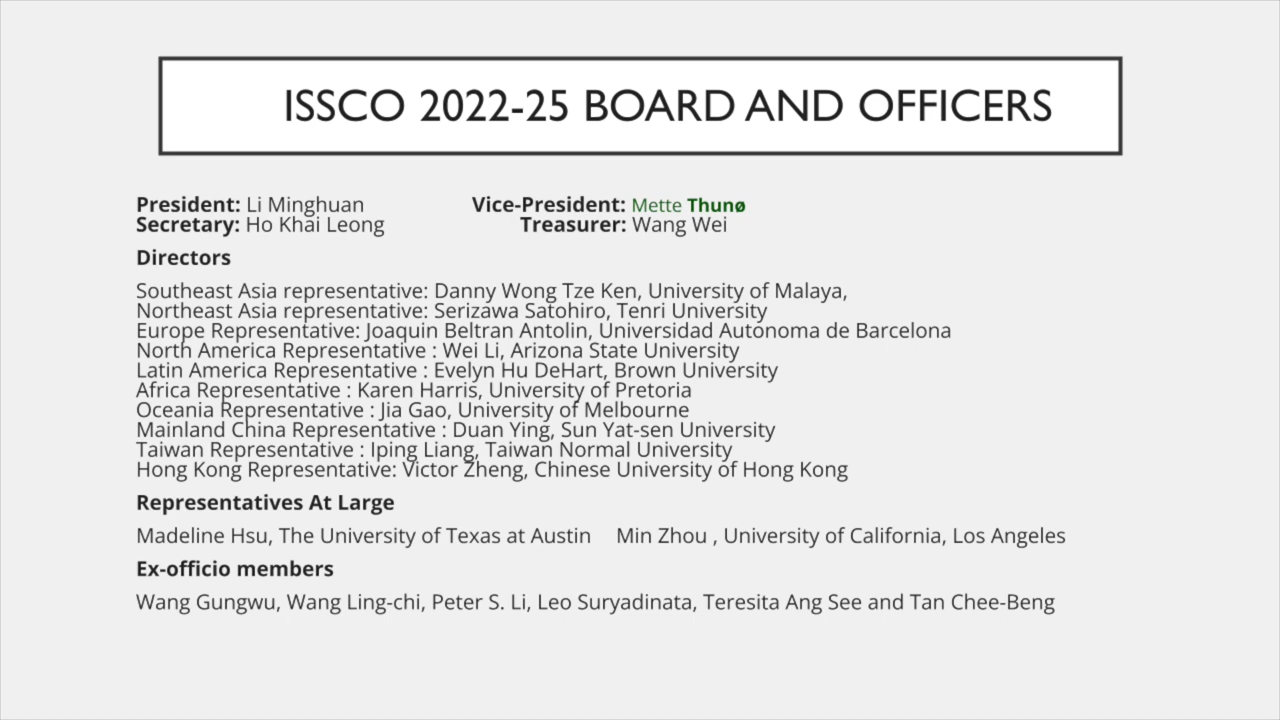 ISSCO 2022-25 BOARD AND OFFICERS
President: Li Minghuan Vice-President: Mette Thunø
Secretary: Ho Khai Leong Treasurer: Wang Wei
Directors
Southeast Asia representative: Danny Wong Tze Ken, University of Malaya,
Northeast Asia representative: Serizawa Satohiro, Tenri University
Europe Representative: Joaquin Beltran Antolin, Universidad Autonoma de Barcelona
North America Representative : Wei Li, Arizona State University
Latin America Representative : Evelyn Hu DeHart, Brown University
Africa Representative : Karen Harris, University of Pretoria
Oceania Representative : Jia Gao, University of Melbourne
Mainland China Representative : Duan Ying, Sun Yat-sen University
Taiwan Representative : Iping Liang, Taiwan Normal University
Hong Kong Representative: Victor Zheng, Chinese University of Hong Kong
Representatives At Large
Madeline Hsu, The University of Texas at Austin Min Zhou , University of California, Los Angeles
Ex-officio members
Wang Gungwu, Wang Ling-chi, Peter S. Li, Leo Suryadinata, Teresita Ang See and Tan Chee-Beng